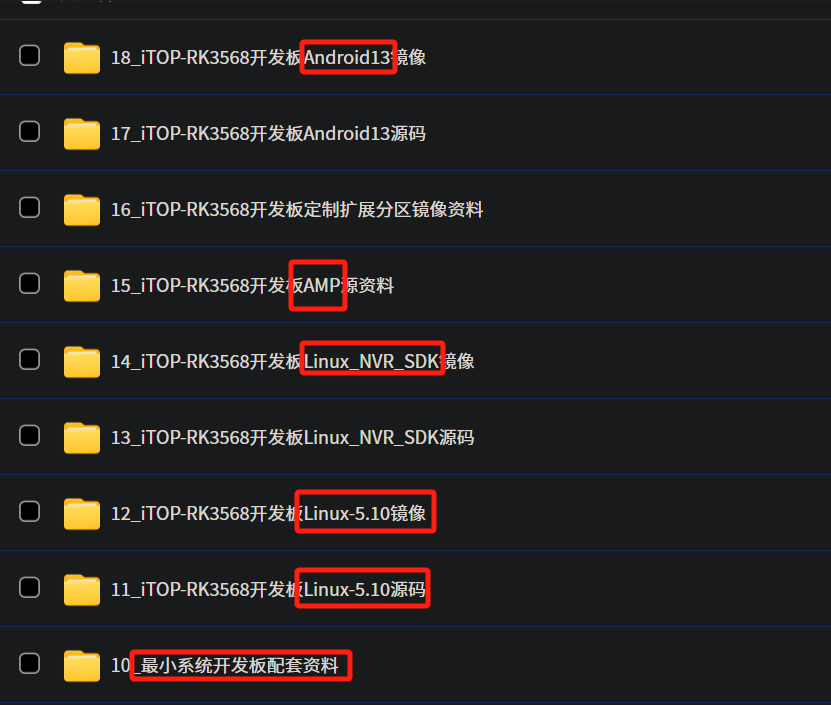 18_iTOP-RK3568开发板Android13镜像
17_iTOP-RK3568开发板Android13源码
16_iTOP-RK3568开发板定制扩展分区镜像资料
15_iTOP-RK3568开发板AMP源资料
14_iTOP-RK3568开发板Linux_NVR_SDK镜像
13_iTOP-RK3568开发板Linux_NVR_SDK源码
12_iTOP-RK3568开发板Linux-5.10镜像
11_iTOP-RK3568开发板Linux-5.10源码
10_最小系统开发板配套资料